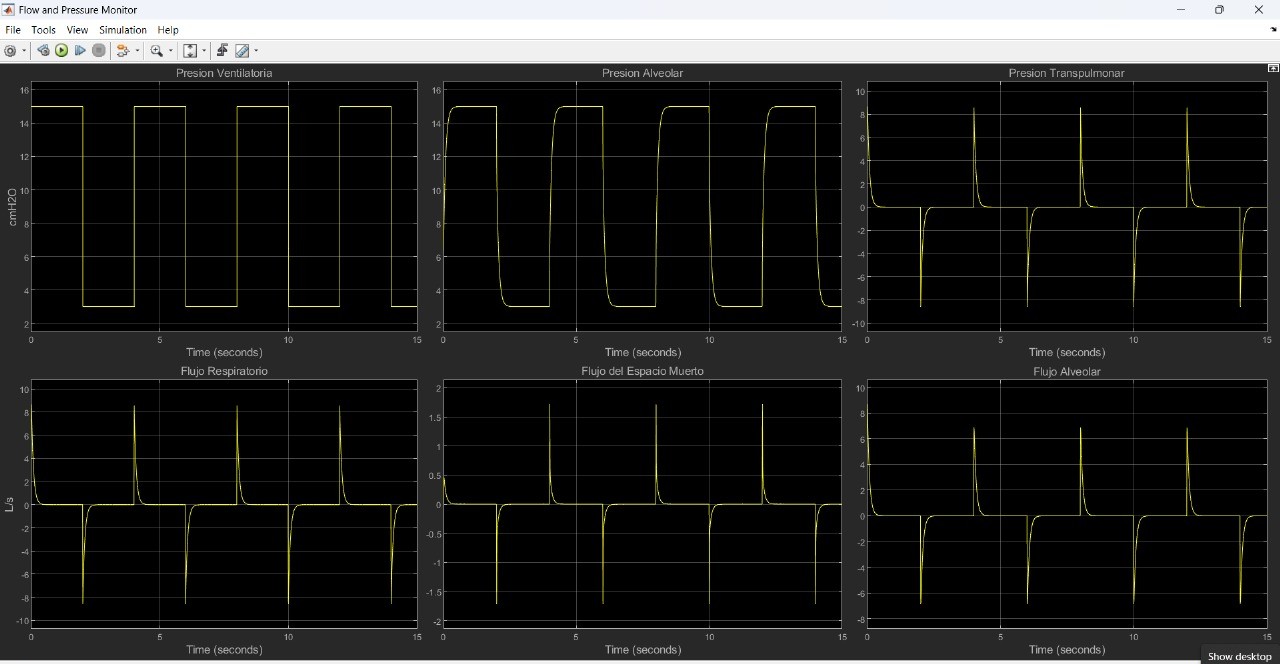 Flow and Pressure Monitor
File Tools View Simulation Help
Presion Ventilatoria
16
14
12
10
8
6
4
2
cmH2O
0 5 10 15
Time (seconds)
Presion Alveolar
16
14
12
10
8
6
4
2
0 5 10 15
Time (seconds)
Presion Transpulmonar
10
8
6
4
2
0
-2
-4
-6
-8
-10
0 5 10 15
Time (seconds)
Flujo Respiratorio
10
8
6
4
2
0
-2
-4
-6
-8
-10
L/s
0 5 10 15
Time (seconds)
Flujo del Espacio Muerto
2
1.5
1
0.5
0
-0.5
-1
-1.5
-2
0 5 10 15
Time (seconds)
Flujo Alveolar
10
8
6
4
2
0
-2
-4
-6
-8
0 5 10 15
Time (seconds)
Show desktop